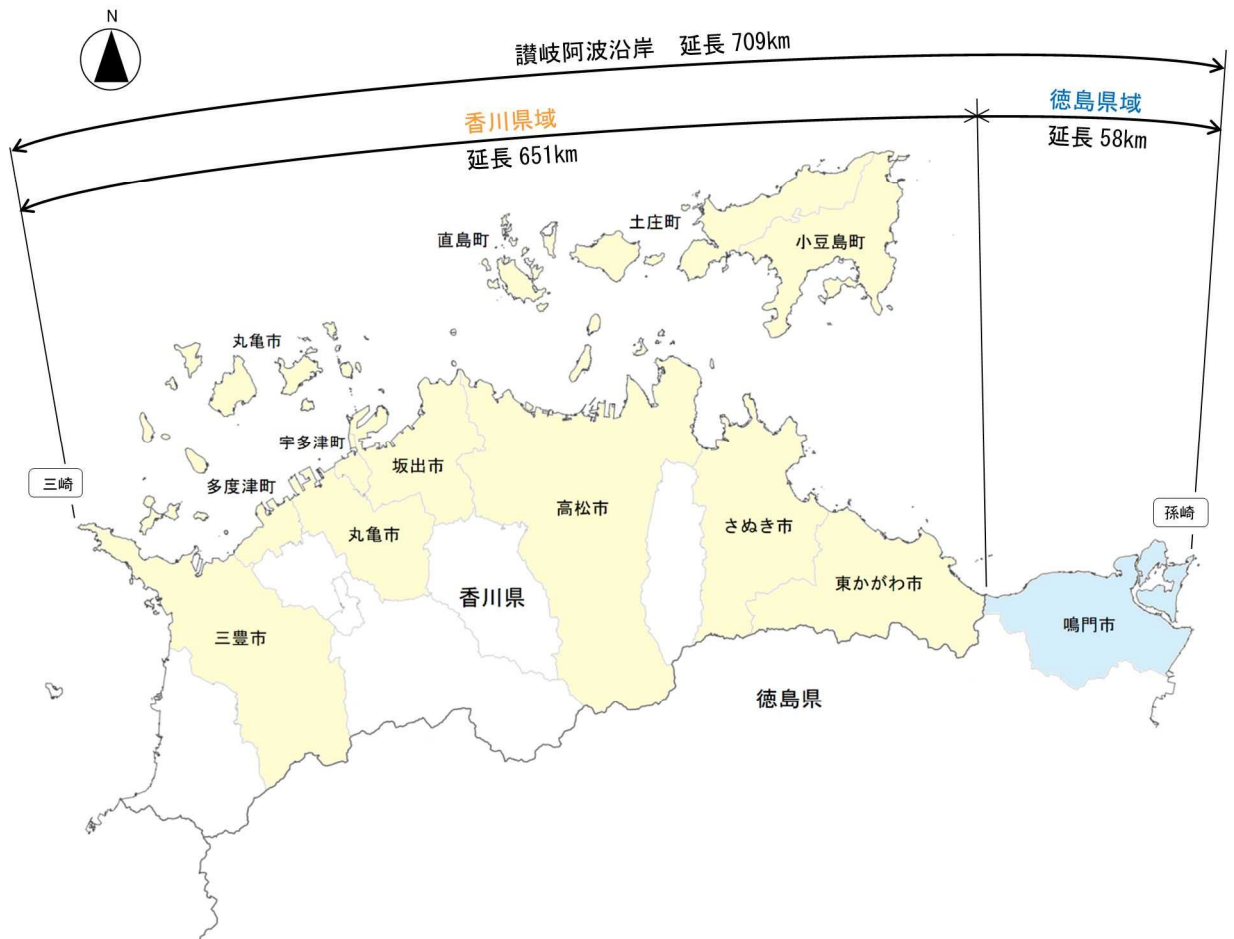 N
讃岐阿波沿岸 延長 709km
香川県域
延長 651km
徳島県域
延長 58km
直島町
土庄町
小豆島町
丸亀市
宇多津町
坂出市
多度津町
三崎
高松市
孫崎
丸亀市
さぬき市
東かがわ市
香川県
三豊市
鳴門市
徳島県